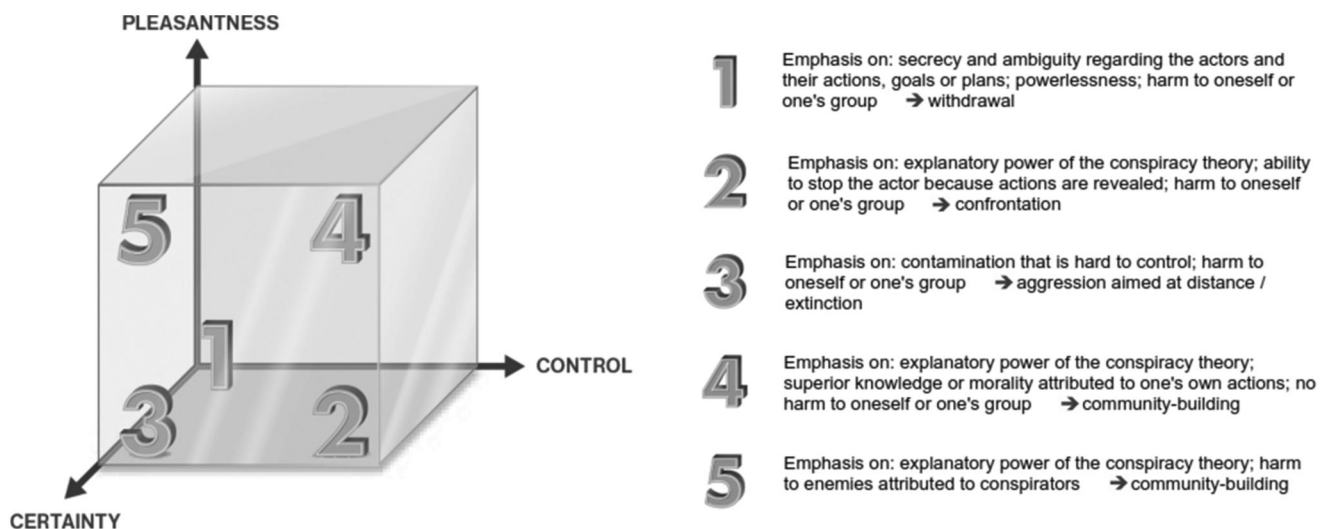 PLEASANTNESS
5
4
1
CONTROL
3
2
CERTAINTY
1
Emphasis on: secrecy and ambiguity regarding the actors and
their actions, goals or plans; powerlessness; harm to oneself or
one's group ➔ withdrawal
2
Emphasis on: explanatory power of the conspiracy theory; ability
to stop the actor because actions are revealed; harm to oneself
or one's group ➔ confrontation
3
Emphasis on: contamination that is hard to control; harm to
oneself or one's group ➔ aggression aimed at distance /
extinction
4
Emphasis on: explanatory power of the conspiracy theory;
superior knowledge or morality attributed to one's own actions; no
harm to oneself or one's group ➔ community-building
5
Emphasis on: explanatory power of the conspiracy theory; harm
to enemies attributed to conspirators ➔ community-building